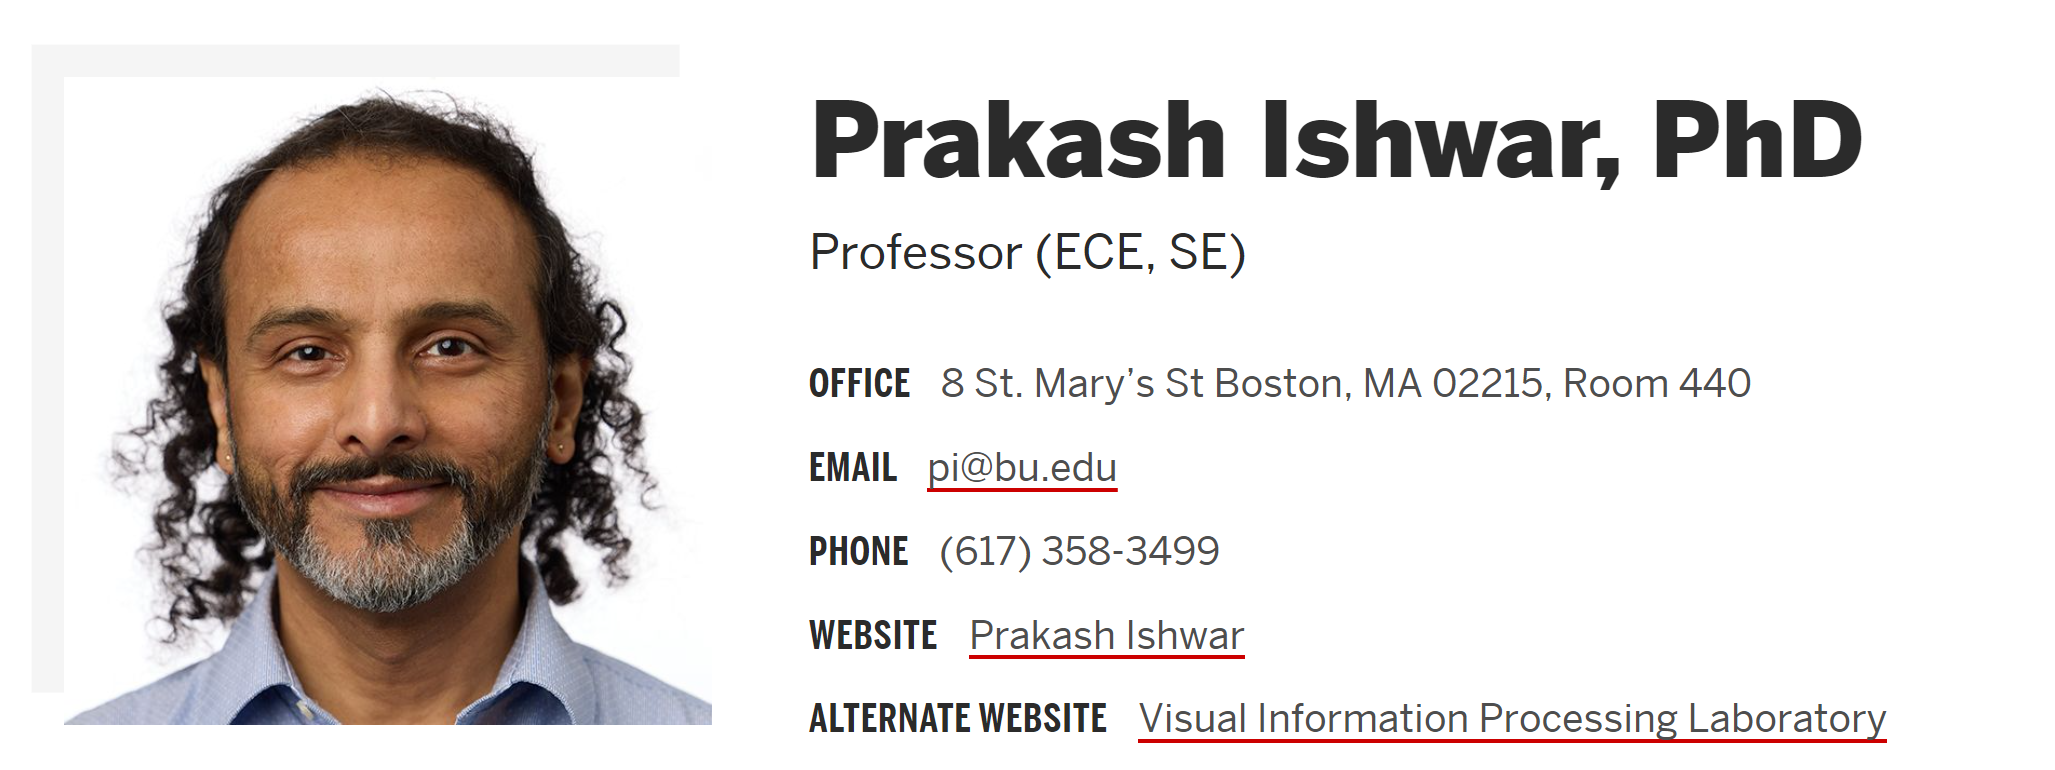 Prakash Ishwar, PhD
Professor (ECE, SE)
OFFICE 8 St. Mary’s St Boston, MA 02215, Room 440
EMAIL pi@bu.edu
PHONE (617) 358-3499
WEBSITE Prakash Ishwar
ALTERNATE WEBSITE Visual Information Processing Laboratory